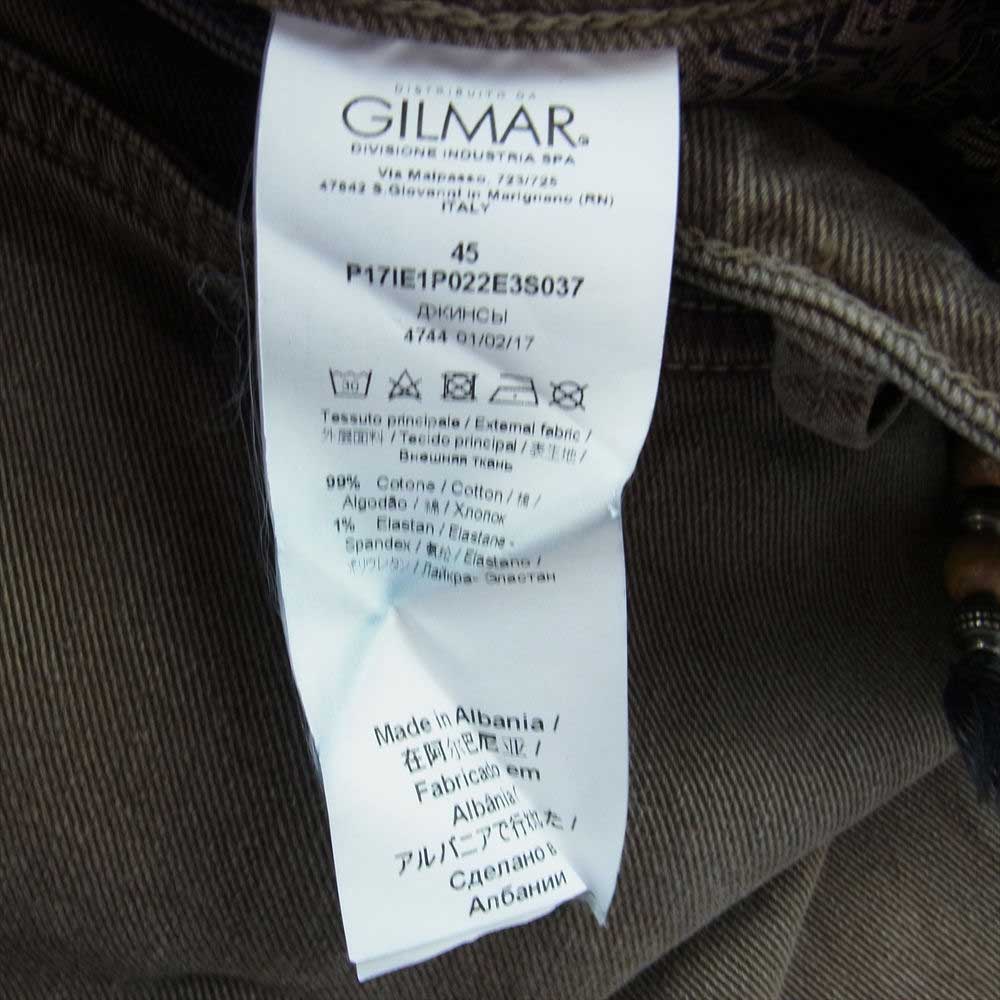 DISTRIBUITO DA
GILMAR
DIVISIONE INDUSTRIA SPA
Via Malpasso, 723/725
47842 S.Giovanni in Marignano (RN)
ITALY
45
P17IE1P022E3S037
ДЖИНСЫ
4744 01/02/17
30
Tessuto principale / External fabric /
外層面料 / Tecido principal / 表生地 /
Внешняя ткань
99% Cotone / Cotton / 棉 /
Algodão / 綿 / Хлопок
1% Elastan / Elastane -
Spandex / 氨纶 / Elastano /
ポリウレタン / Лайкра- Эластан
Made in Albania /
在阿尔巴尼亚 /
Fabricado em
Albânia/
アルバニアで行われた /
Сделано в
Албании